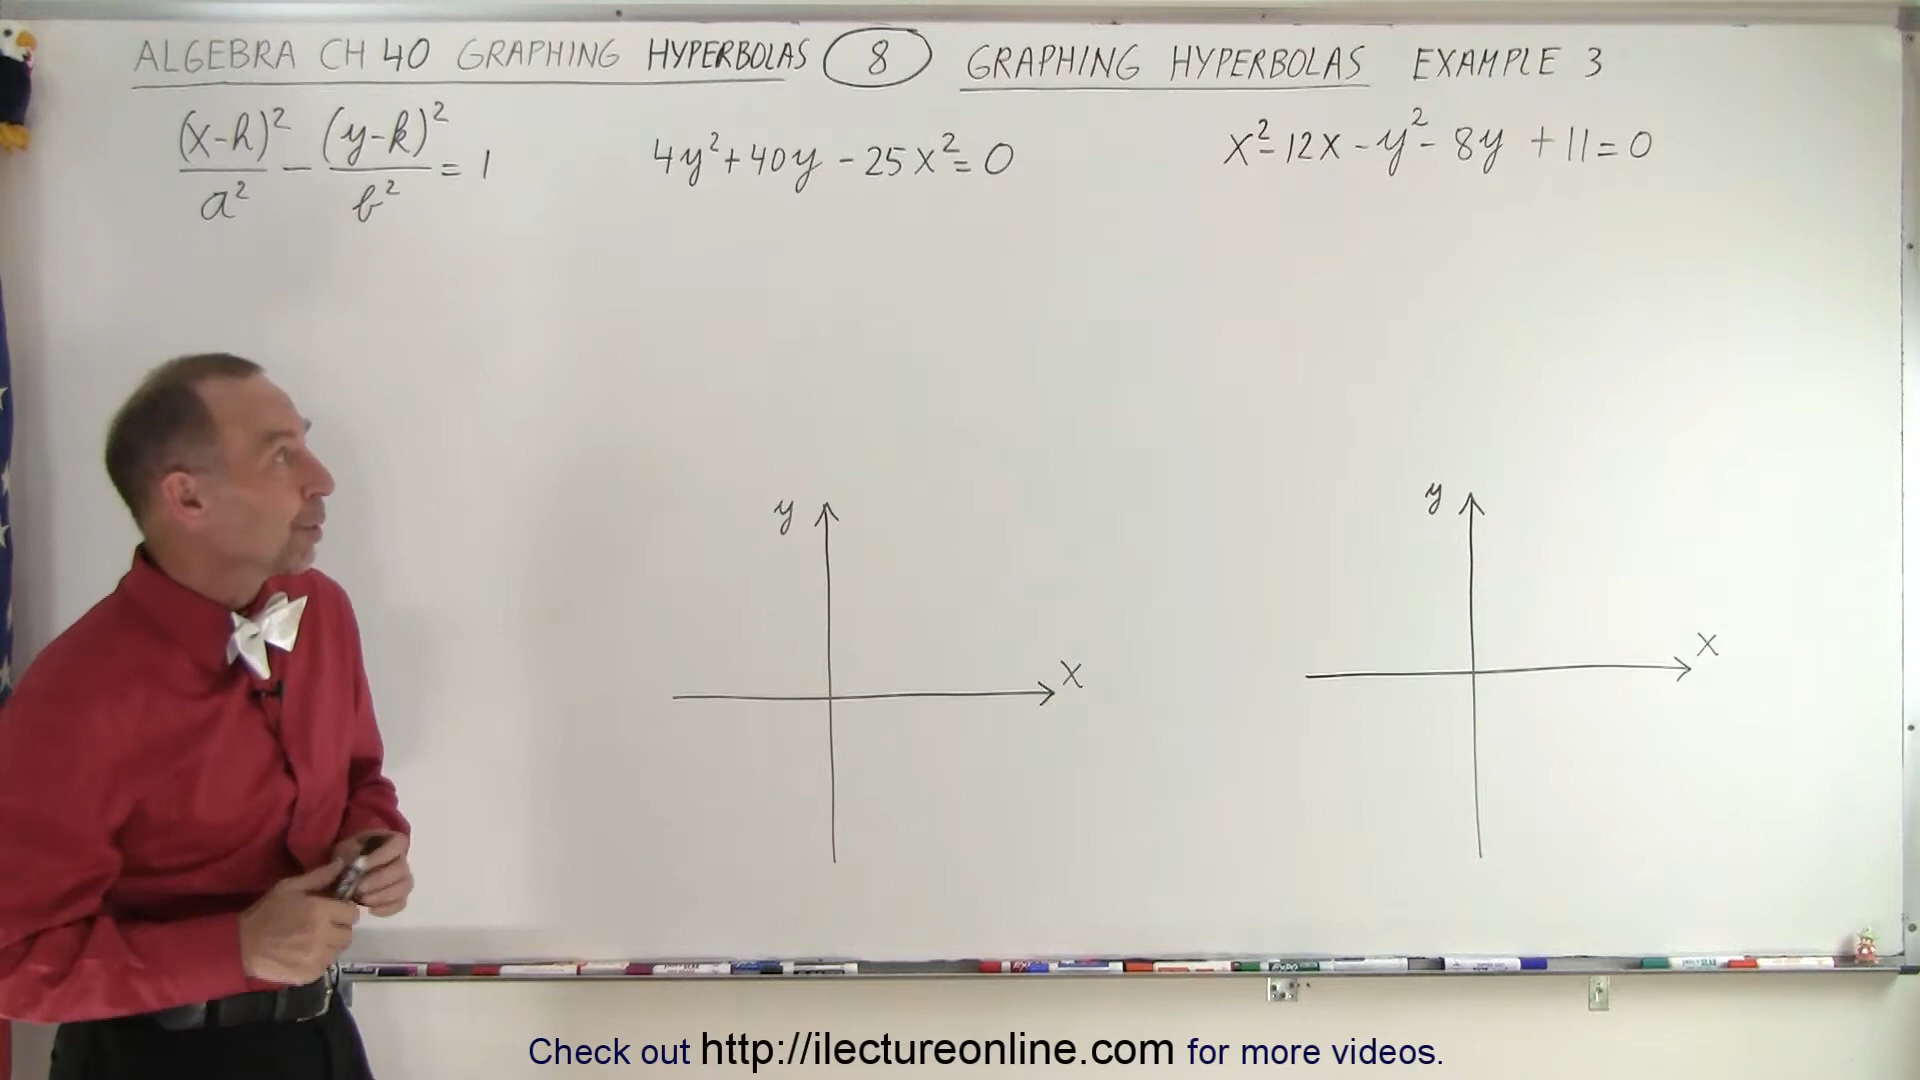 ALGEBRA CH 40 GRAPHING HYPERBOLAS 8 GRAPHING HYPERBOLAS EXAMPLE 3
(x-h)²/a² - (y-k)²/b² = 1
4y² + 40y - 25x² = 0
x² - 12x - y² - 8y + 11 = 0
y
x
y
x
EXPO
Check out http://ilectureonline.com for more videos.